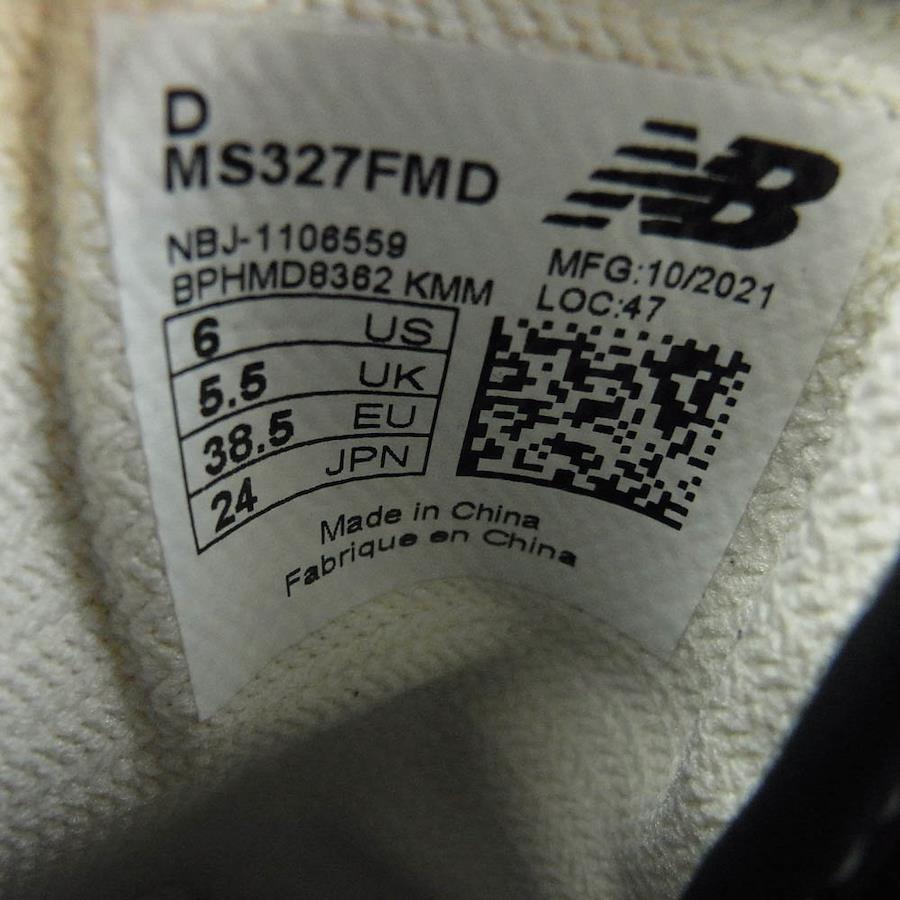 D
MS327FMD
NB
NBJ-1106559
BPHMD8362 KMM
MFG:10/2021
LOC:47
6 US
5.5 UK
38.5 EU
24 JPN
Made in China
Fabrique en China